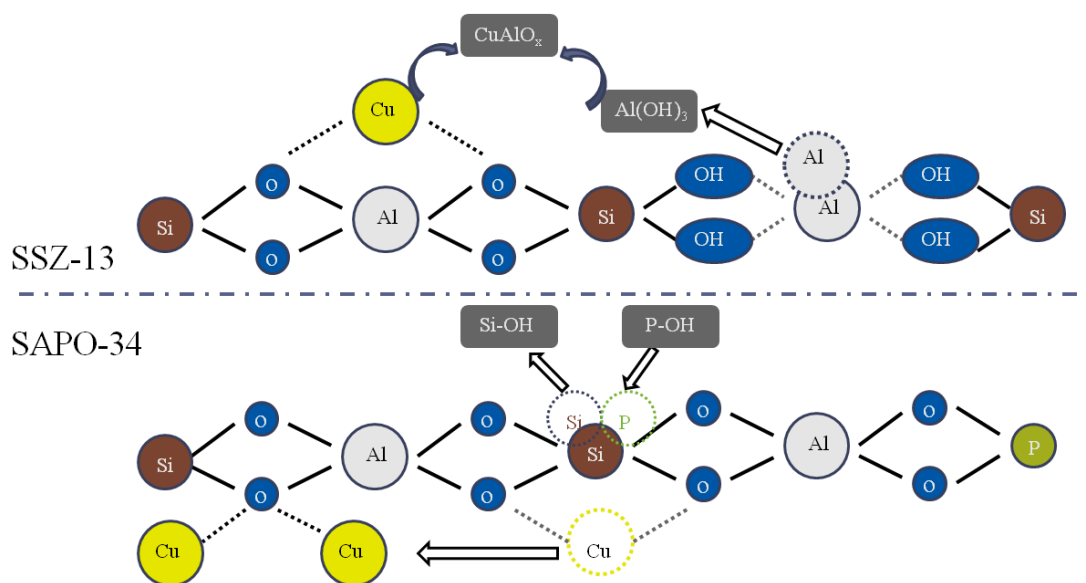 CuAlOₓ
Cu
Al(OH)₃
Al
O O OH OH
Si Al Si Al Si
O O OH OH
SSZ-13
Si-OH P-OH
SAPO-34
Si P
O O O O
Si Al Si Al P
O O O O
Cu Cu Cu